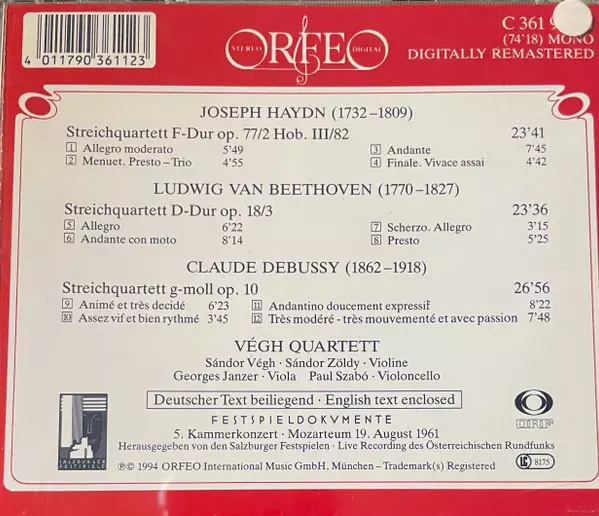 C 361 9
STEREO ORFEO DIGITAL
(74'18) MONO
DIGITALLY REMASTERED
4 011790 361123
JOSEPH HAYDN (1732–1809)
Streichquartett F-Dur op. 77/2 Hob. III/82 23'41
1 Allegro moderato 5'49 3 Andante 7'45
2 Menuet. Presto – Trio 4'55 4 Finale. Vivace assai 4'42
LUDWIG VAN BEETHOVEN (1770–1827)
Streichquartett D-Dur op. 18/3 23'36
5 Allegro 6'22 7 Scherzo. Allegro 3'15
6 Andante con moto 8'14 8 Presto 5'25
CLAUDE DEBUSSY (1862–1918)
Streichquartett g-moll op. 10 26'56
9 Animé et très decidé 6'23 11 Andantino doucement expressif 8'22
10 Assez vif et bien rythmé 3'45 12 Très modéré - très mouvementé et avec passion 7'48
VÉGH QUARTETT
Sándor Végh · Sándor Zöldy · Violine
Georges Janzer · Viola Paul Szabó · Violoncello
Deutscher Text beiliegend · English text enclosed
FESTSPIELDOKUMENTE
5. Kammerkonzert · Mozarteum 19. August 1961
Herausgegeben von den Salzburger Festspielen · Live Recording des Österreichischen Rundfunks
℗© 1994 ORFEO International Music GmbH, München – Trademark(s) Registered
SALZBURGER FESTSPIELE
ORF
LC 8175